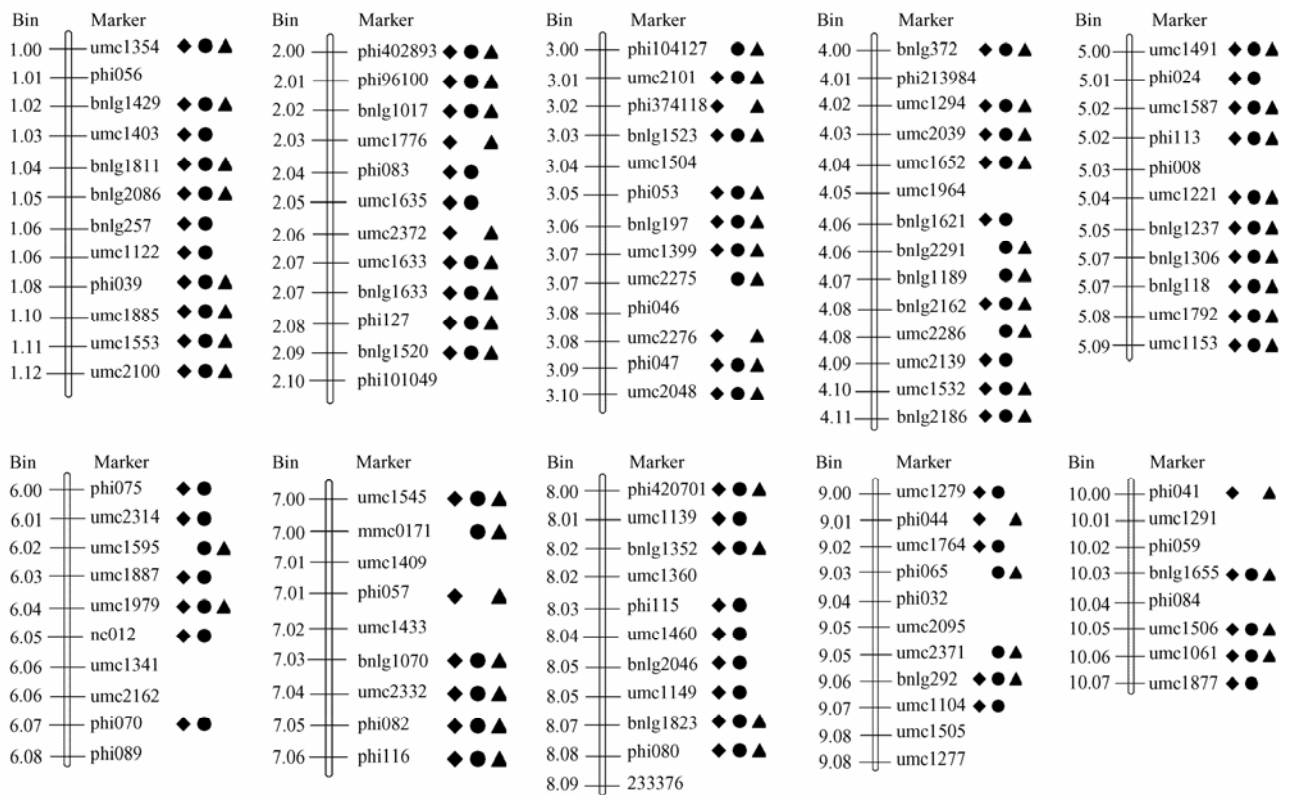 Bin Marker
1.00 umc1354 ◆ ● ▲
1.01 phi056
1.02 bnlg1429 ◆ ● ▲
1.03 umc1403 ◆ ●
1.04 bnlg1811 ◆ ● ▲
1.05 bnlg2086 ◆ ● ▲
1.06 bnlg257 ◆ ●
1.06 umc1122 ◆ ●
1.08 phi039 ◆ ● ▲
1.10 umc1885 ◆ ● ▲
1.11 umc1553 ◆ ● ▲
1.12 umc2100 ◆ ● ▲
Bin Marker
2.00 phi402893 ◆ ● ▲
2.01 phi96100 ◆ ● ▲
2.02 bnlg1017 ◆ ● ▲
2.03 umc1776 ◆ ▲
2.04 phi083 ◆ ●
2.05 umc1635 ◆ ●
2.06 umc2372 ◆ ▲
2.07 umc1633 ◆ ● ▲
2.07 bnlg1633 ◆ ● ▲
2.08 phi127 ◆ ● ▲
2.09 bnlg1520 ◆ ● ▲
2.10 phi101049
Bin Marker
3.00 phi104127 ● ▲
3.01 umc2101 ◆ ● ▲
3.02 phi374118 ◆ ▲
3.03 bnlg1523 ◆ ● ▲
3.04 umc1504
3.05 phi053 ◆ ● ▲
3.06 bnlg197 ◆ ● ▲
3.07 umc1399 ◆ ● ▲
3.07 umc2275 ● ▲
3.08 phi046
3.08 umc2276 ◆ ▲
3.09 phi047 ◆ ● ▲
3.10 umc2048 ◆ ● ▲
Bin Marker
4.00 bnlg372 ◆ ● ▲
4.01 phi213984
4.02 umc1294 ◆ ● ▲
4.03 umc2039 ◆ ● ▲
4.04 umc1652 ◆ ● ▲
4.05 umc1964
4.06 bnlg1621 ◆ ●
4.06 bnlg2291 ● ▲
4.07 bnlg1189 ● ▲
4.08 bnlg2162 ◆ ● ▲
4.08 umc2286 ● ▲
4.09 umc2139 ◆ ●
4.10 umc1532 ◆ ● ▲
4.11 bnlg2186 ◆ ● ▲
Bin Marker
5.00 umc1491 ◆ ● ▲
5.01 phi024 ◆ ●
5.02 umc1587 ◆ ● ▲
5.02 phi113 ◆ ● ▲
5.03 phi008
5.04 umc1221 ◆ ● ▲
5.05 bnlg1237 ◆ ● ▲
5.07 bnlg1306 ◆ ● ▲
5.07 bnlg118 ◆ ● ▲
5.08 umc1792 ◆ ● ▲
5.09 umc1153 ◆ ● ▲
Bin Marker
6.00 phi075 ◆ ●
6.01 umc2314 ◆ ●
6.02 umc1595 ● ▲
6.03 umc1887 ◆ ●
6.04 umc1979 ◆ ● ▲
6.05 nc012 ◆ ●
6.06 umc1341
6.06 umc2162
6.07 phi070 ◆ ●
6.08 phi089
Bin Marker
7.00 umc1545 ◆ ● ▲
7.00 mmc0171 ● ▲
7.01 umc1409
7.01 phi057 ◆ ▲
7.02 umc1433
7.03 bnlg1070 ◆ ● ▲
7.04 umc2332 ◆ ● ▲
7.05 phi082 ◆ ● ▲
7.06 phi116 ◆ ● ▲
Bin Marker
8.00 phi420701 ◆ ● ▲
8.01 umc1139 ◆ ●
8.02 bnlg1352 ◆ ● ▲
8.02 umc1360
8.03 phi115 ◆ ●
8.04 umc1460 ◆ ●
8.05 bnlg2046 ◆ ●
8.05 umc1149 ◆ ●
8.07 bnlg1823 ◆ ● ▲
8.08 phi080 ◆ ● ▲
8.09 233376
Bin Marker
9.00 umc1279 ◆ ●
9.01 phi044 ◆ ▲
9.02 umc1764 ◆ ●
9.03 phi065 ● ▲
9.04 phi032
9.05 umc2095
9.05 umc2371 ● ▲
9.06 bnlg292 ◆ ● ▲
9.07 umc1104 ◆ ●
9.08 umc1505
9.08 umc1277
Bin Marker
10.00 phi041 ◆ ▲
10.01 umc1291
10.02 phi059
10.03 bnlg1655 ◆ ● ▲
10.04 phi084
10.05 umc1506 ◆ ● ▲
10.06 umc1061 ◆ ● ▲
10.07 umc1877 ◆ ●